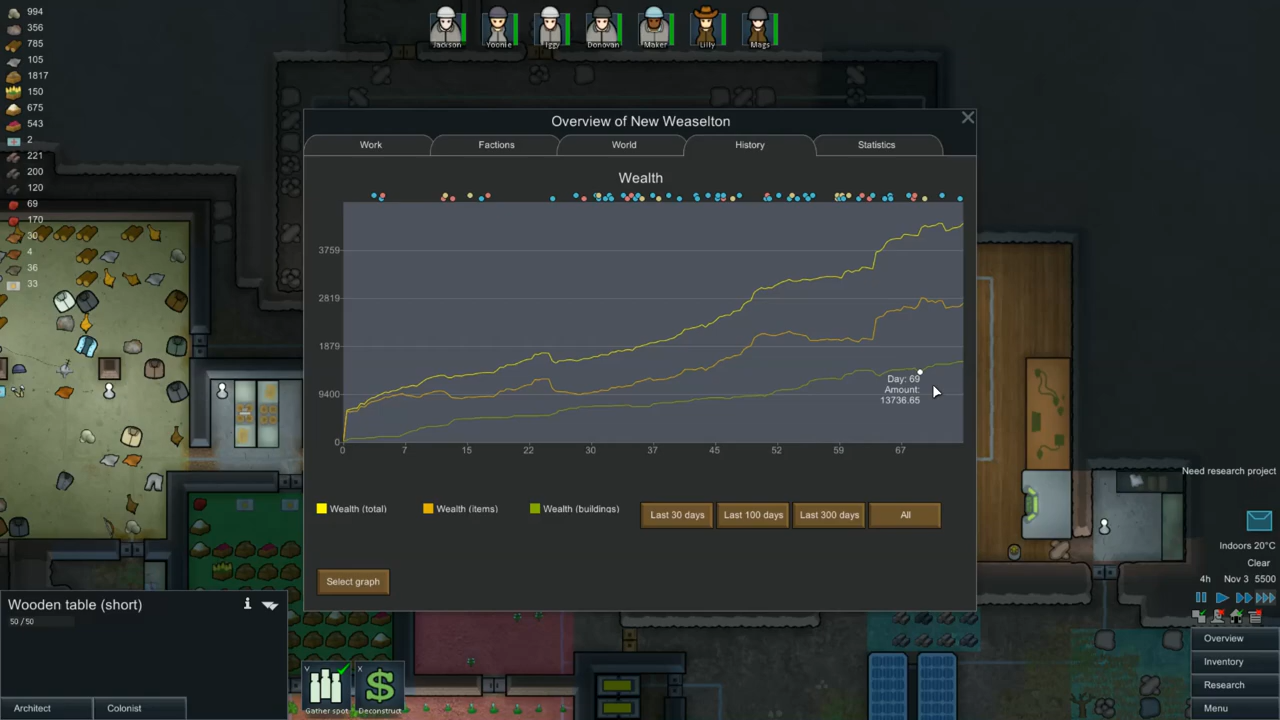 994
356
785
105
1817
150
675
543
2
221
200
120
69
170
30
4
36
33
Jackson
Yoonie
Iggy
Donovan
Maker
Lilly
Mags
Overview of New Weaselton
Work
Factions
World
History
Statistics
Wealth
3759
2819
1879
9400
0
Day: 69
Amount:
13736.65
0
7
15
22
30
37
45
52
59
67
Wealth (total)
Wealth (items)
Wealth (buildings)
Last 30 days
Last 100 days
Last 300 days
All
Select graph
Need research project
Indoors 20°C
Clear
4h Nov 3 5500
Overview
Inventory
Research
Menu
Wooden table (short)
50 / 50
V
Gather spot
X
Deconstruct
Architect
Colonist